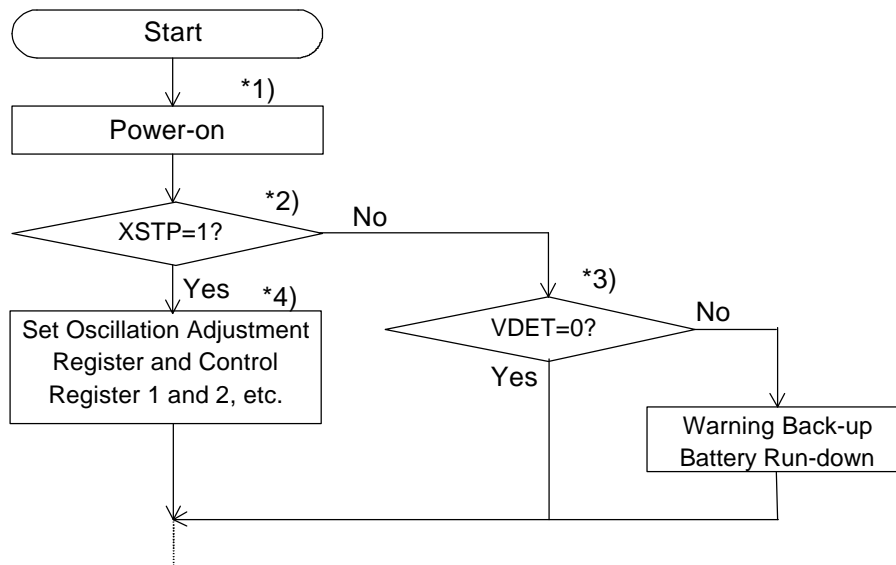 Start
*1)
Power-on
*2)
XSTP=1?
No
Yes
*4)
Set Oscillation Adjustment
Register and Control
Register 1 and 2, etc.
*3)
VDET=0?
No
Yes
Warning Back-up
Battery Run-down